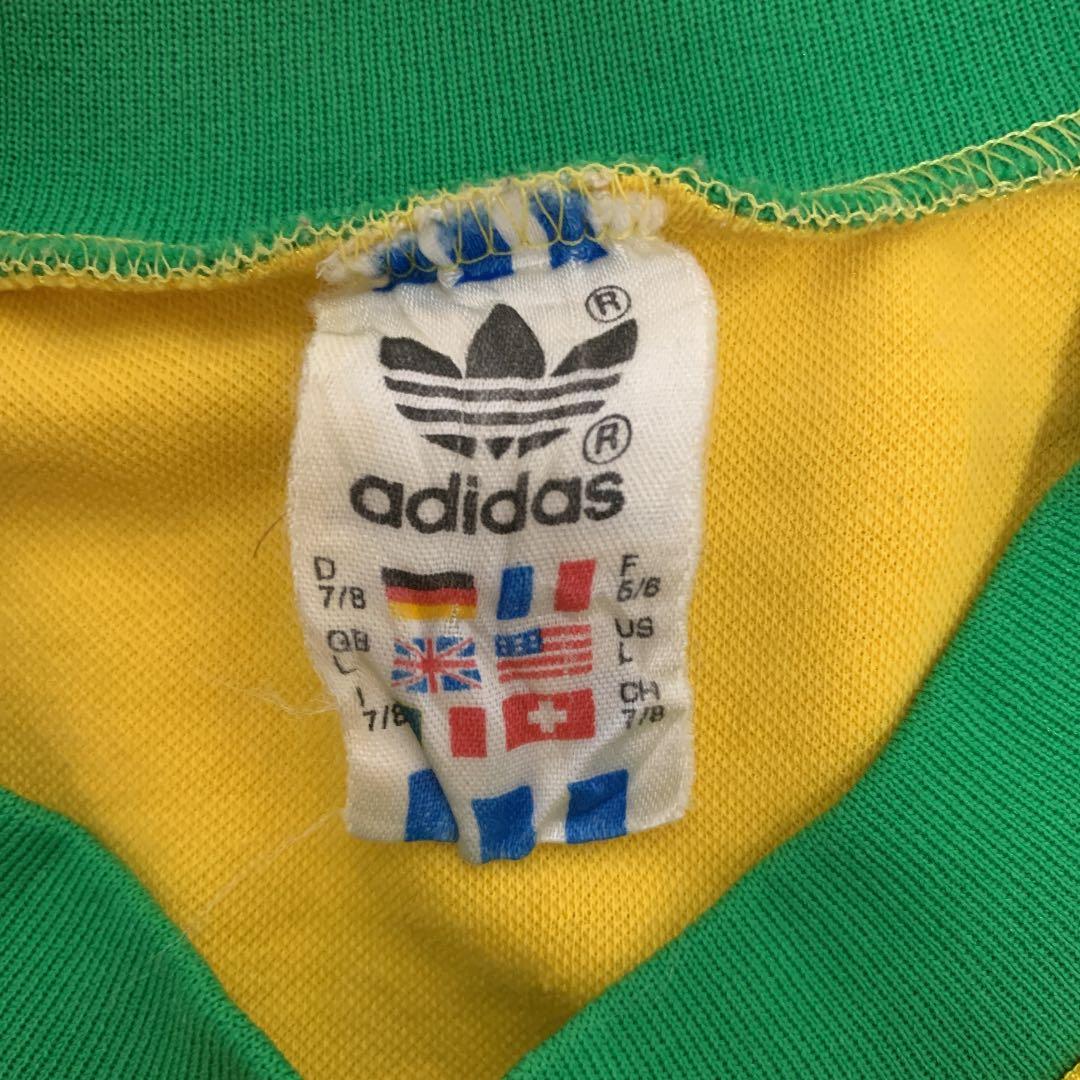 ®
®
adidas
D F
7/8 5/6
GB US
L L
I CH
7/8 7/8